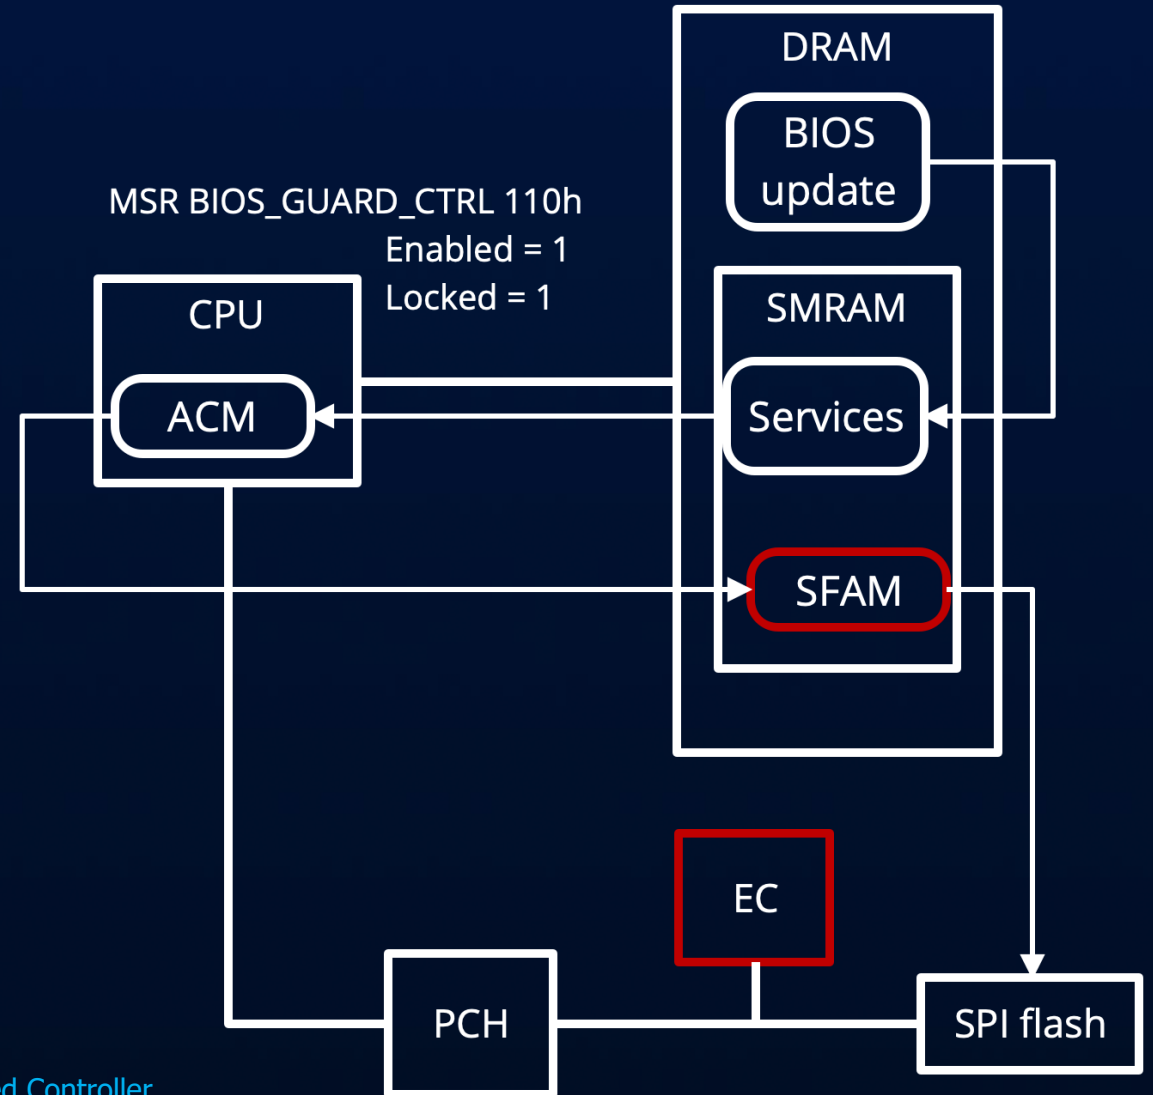 DRAM
BIOS
update
MSR BIOS_GUARD_CTRL 110h
Enabled = 1
Locked = 1
CPU
SMRAM
ACM
Services
SFAM
EC
PCH
SPI flash
Controller